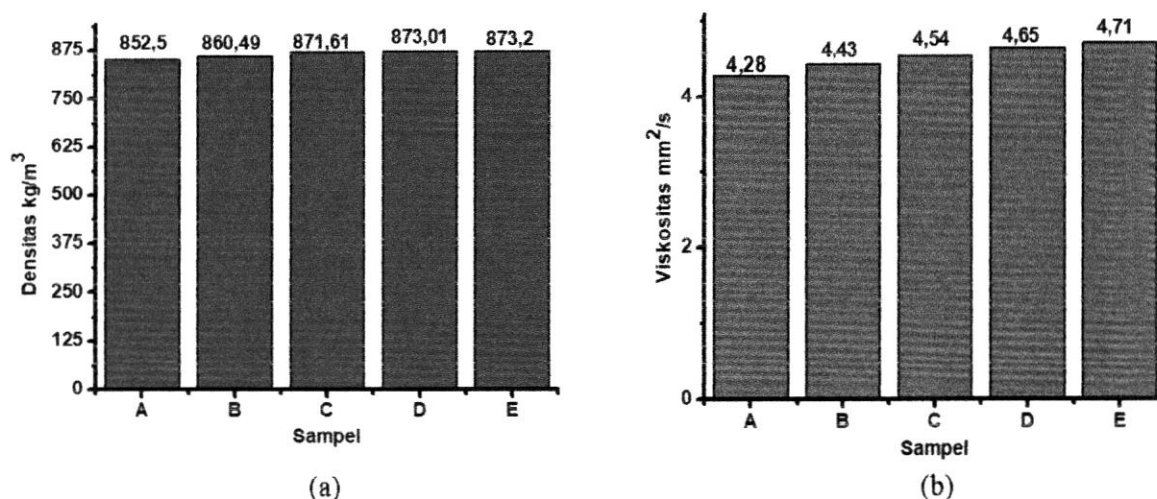 852,5 860,49 871,61 873,01 873,2
875
750
625
500
375
250
125
0
Densitas kg/m³
A B C D E
Sampel
(a)
4,28 4,43 4,54 4,65 4,71
4
2
0
Viskositas mm²/s
A B C D E
Sampel
(b)